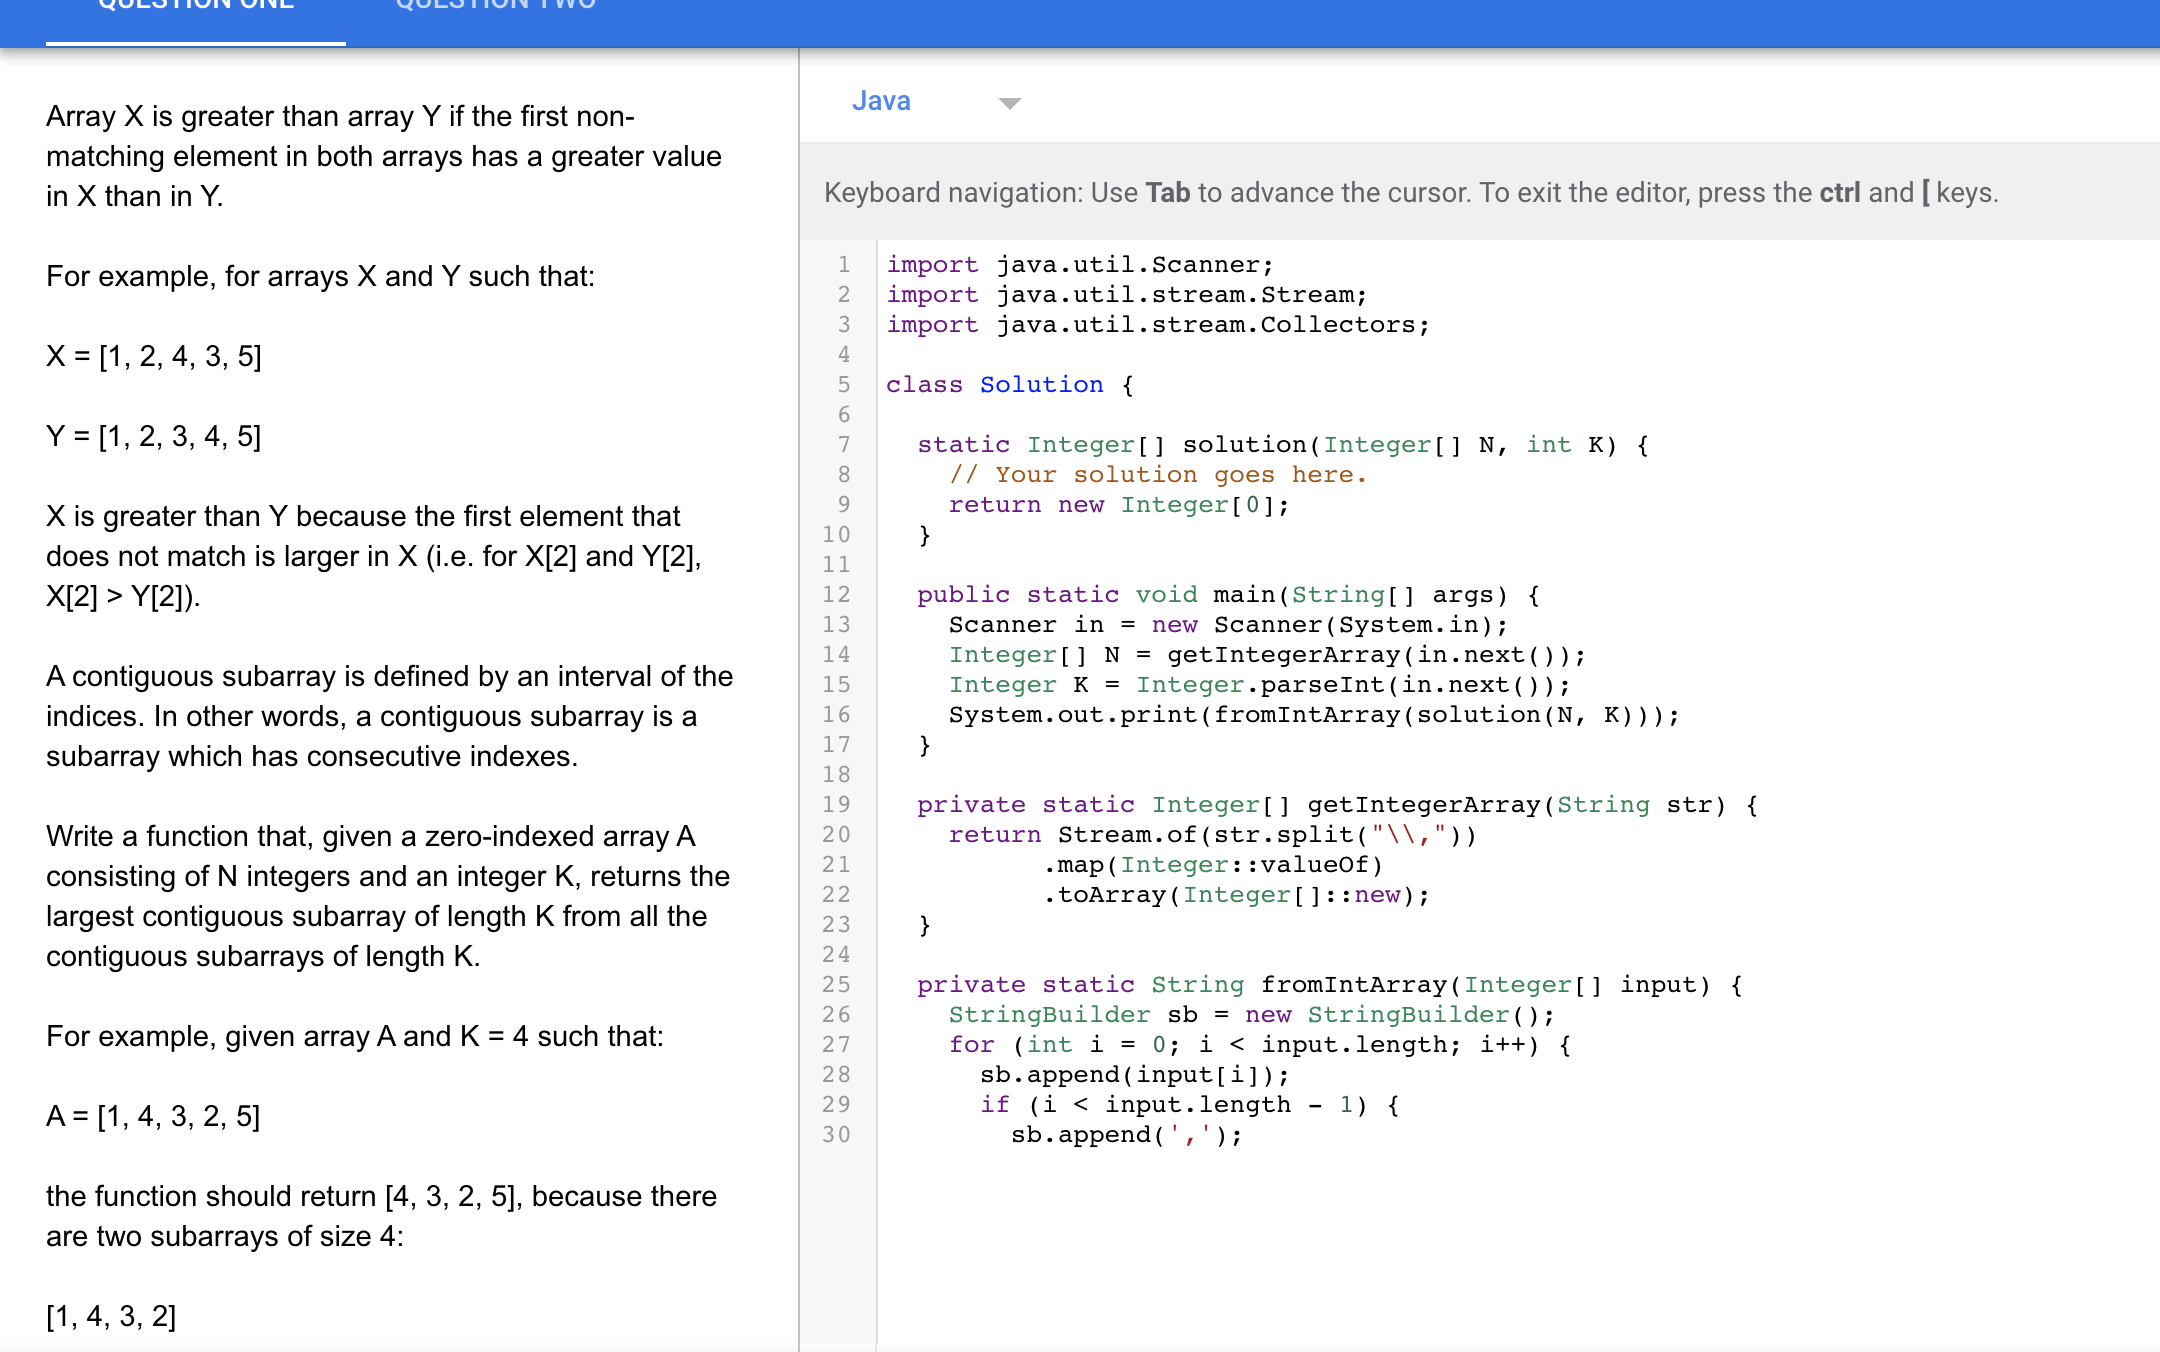 QUESTION ONE
QUESTION TWO
Array X is greater than array Y if the first non-
matching element in both arrays has a greater value
in X than in Y.
For example, for arrays X and Y such that:
X = [1, 2, 4, 3, 5]
Y = [1, 2, 3, 4, 5]
X is greater than Y because the first element that
does not match is larger in X (i.e. for X[2] and Y[2],
X[2] > Y[2]).
A contiguous subarray is defined by an interval of the
indices. In other words, a contiguous subarray is a
subarray which has consecutive indexes.
Write a function that, given a zero-indexed array A
consisting of N integers and an integer K, returns the
largest contiguous subarray of length K from all the
contiguous subarrays of length K.
For example, given array A and K = 4 such that:
A = [1, 4, 3, 2, 5]
the function should return [4, 3, 2, 5], because there
are two subarrays of size 4:
[1, 4, 3, 2]
Java
Keyboard navigation: Use Tab to advance the cursor. To exit the editor, press the ctrl and [ keys.
1 import java.util.Scanner;
2 import java.util.stream.Stream;
3 import java.util.stream.Collectors;
4
5 class Solution {
6
7   static Integer[] solution(Integer[] N, int K) {
8     // Your solution goes here.
9     return new Integer[0];
10   }
11
12   public static void main(String[] args) {
13     Scanner in = new Scanner(System.in);
14     Integer[] N = getIntegerArray(in.next());
15     Integer K = Integer.parseInt(in.next());
16     System.out.print(fromIntArray(solution(N, K)));
17   }
18
19   private static Integer[] getIntegerArray(String str) {
20     return Stream.of(str.split("\\,"))
21           .map(Integer::valueOf)
22           .toArray(Integer[]::new);
23   }
24
25   private static String fromIntArray(Integer[] input) {
26     StringBuilder sb = new StringBuilder();
27     for (int i = 0; i < input.length; i++) {
28       sb.append(input[i]);
29       if (i < input.length - 1) {
30         sb.append(',');